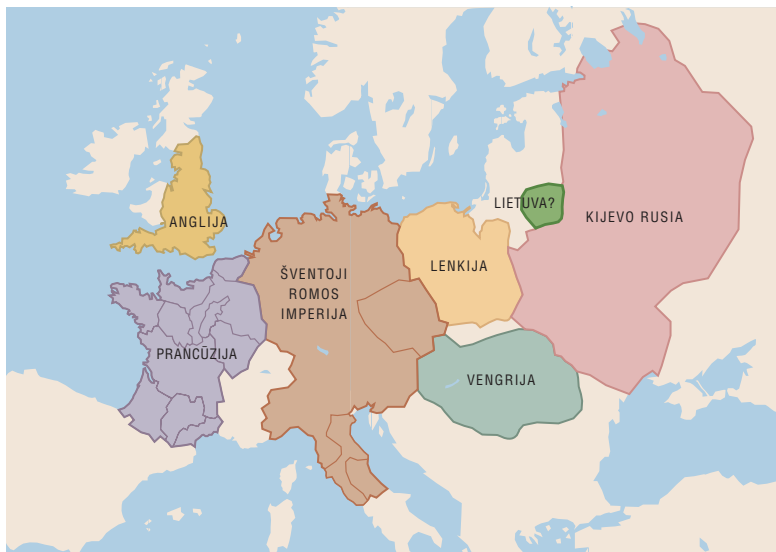 LIETUVA?
KIJEVO RUSIA
ANGLIJA
LENKIJA
ŠVENTOJI
ROMOS
IMPERIJA
PRANCŪZIJA
VENGRIJA